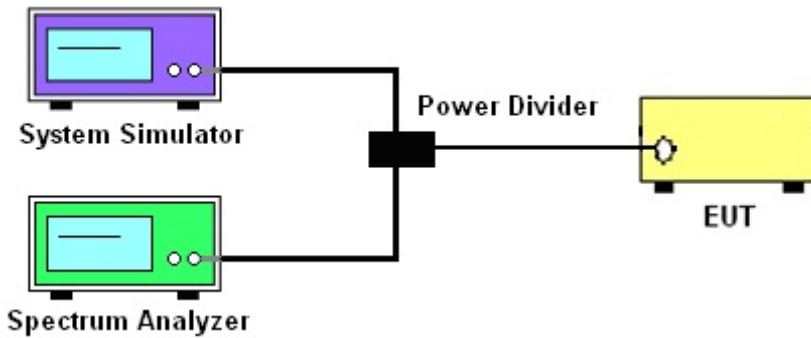 System Simulator
Power Divider
EUT
Spectrum Analyzer